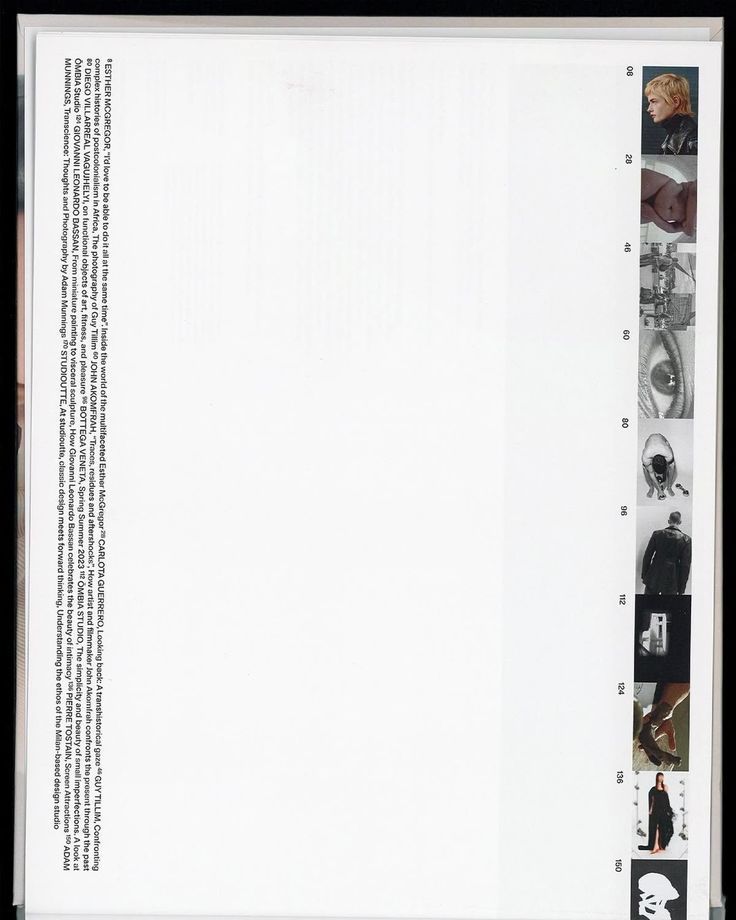 8 ESTHER MCGREGOR, “I’d love to be able to do it all at the same time”. Inside the world of the multifaceted Esther McGregor 28 CARLOTA GUERRERO, Looking back: A transhistorical gaze 46 GUY TILLIM, Confronting
complex histories of postcolonialism in Africa, The photography of Guy Tillim 60 JOHN AKOMFRAH, “Traces, residues and aftershocks”, How artist and filmmaker John Akomfrah confronts the present through the past
80 DIEGO VILLARREAL VAGUJHELYI, on functional objects of art, fitness, and pleasure 96 BOTTEGA VENETA, Spring Summer 2023 112 ÔMBIA STUDIO, The simplicity and beauty of small imperfections. A look at
ÔMBIA Studio 124 GIOVANNI LEONARDO BASSAN, From miniature painting to visceral sculpture, How Giovanni Leonardo Bassan celebrates the beauty of intimacy 136 PIERRE TOSTAIN, Screen Attractions 150 ADAM
MUNNINGS, Transcience: Thoughts and Photography by Adam Munnings 170 STUDIOUTTE, At studioutte, classic design meets forward thinking. Understanding the ethos of the Milan-based design studio
08
28
46
60
80
96
112
124
136
150